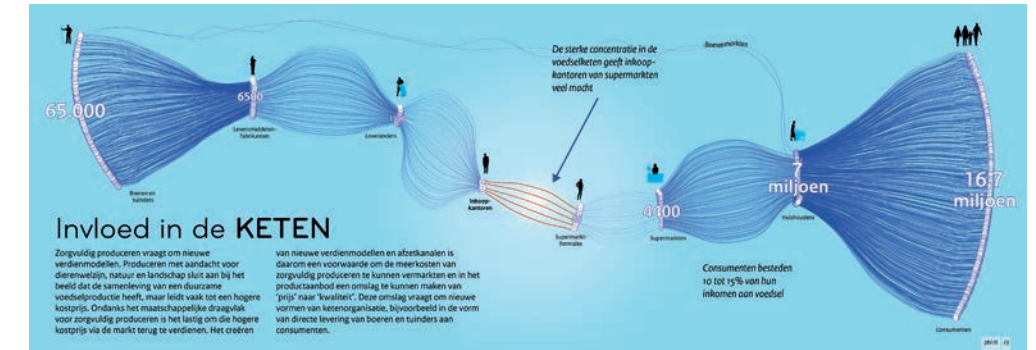 65.000
Boeren en
tuinders
6500
Levensmiddelen-
fabrikanten
Leveranciers
Inkoop-
kantoren
De sterke concentratie in de
voedselketen geeft inkoop-
kantoren van supermarkten
veel macht
Supermarkt-
formules
4400
Supermarkten
Boerenmarkten
7
miljoen
Huishoudens
16,7
miljoen
Consumenten
Consumenten besteden
10 tot 15% van hun
inkomen aan voedsel
Invloed in de KETEN
Zorgvuldig produceren vraagt om nieuwe
verdienmodellen. Produceren met aandacht voor
dierenwelzijn, natuur en landschap sluit aan bij het
beeld dat de samenleving van een duurzame
voedselproductie heeft, maar leidt vaak tot een hogere
kostprijs. Ondanks het maatschappelijke draagvlak
voor zorgvuldig produceren is het lastig om die hogere
kostprijs via de markt terug te verdienen. Het creëren
van nieuwe verdienmodellen en afzetkanalen is
daarom een voorwaarde om de meerkosten van
zorgvuldig produceren te kunnen vermarkten en in het
productaanbod een omslag te kunnen maken van
'prijs' naar 'kwaliteit'. Deze omslag vraagt om nieuwe
vormen van ketenorganisatie, bijvoorbeeld in de vorm
van directe levering van boeren en tuinders aan
consumenten.